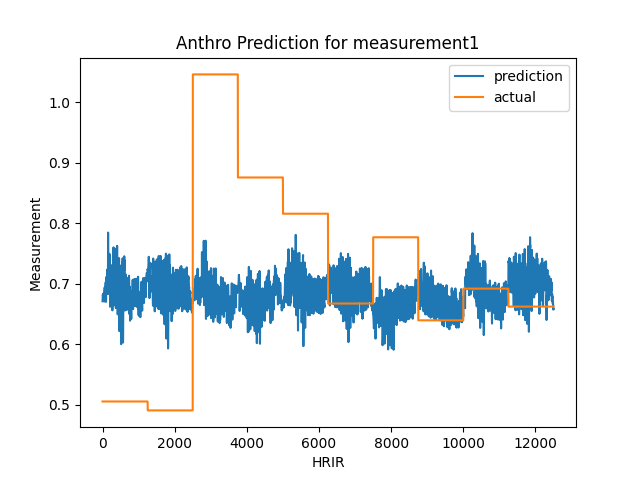 Anthro Prediction for measurement1
prediction
actual
Measurement
1.0
0.9
0.8
0.7
0.6
0.5
0 2000 4000 6000 8000 10000 12000
HRIR